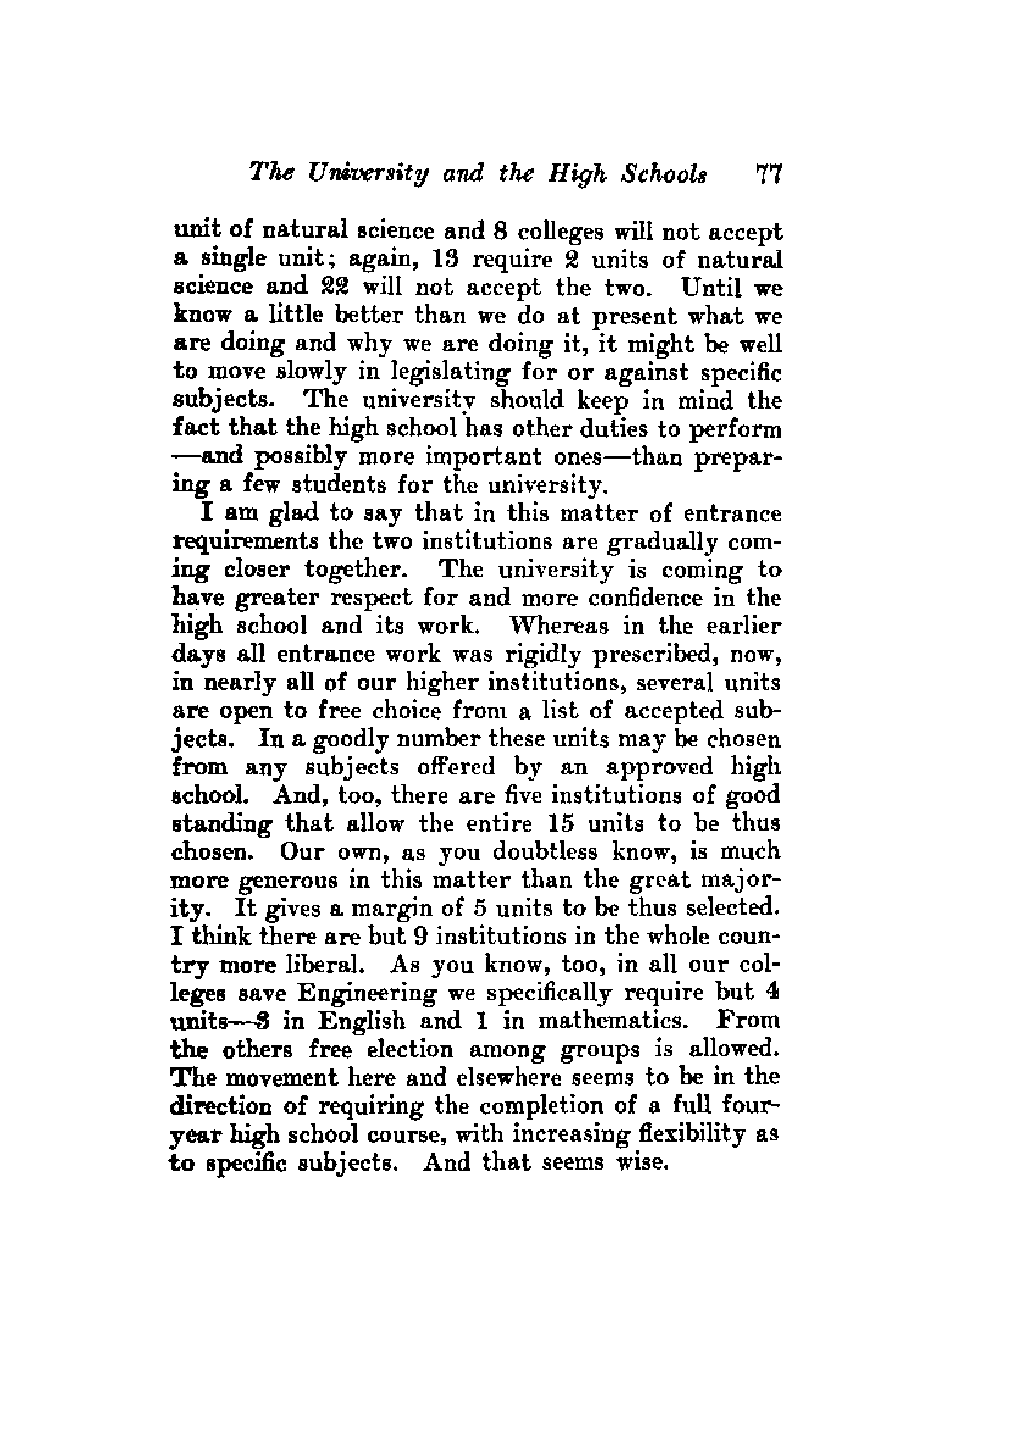 The University and the High Schools 77
unit of natural science and 8 colleges will not accept
a single unit; again, 13 require 2 units of natural
science and 22 will not accept the two. Until we
know a little better than we do at present what we
are doing and why we are doing it, it might be well
to move slowly in legislating for or against specific
subjects. The university should keep in mind the
fact that the high school has other duties to perform
—and possibly more important ones—than prepar-
ing a few students for the university.
I am glad to say that in this matter of entrance
requirements the two institutions are gradually com-
ing closer together. The university is coming to
have greater respect for and more confidence in the
high school and its work. Whereas in the earlier
days all entrance work was rigidly prescribed, now,
in nearly all of our higher institutions, several units
are open to free choice from a list of accepted sub-
jects. In a goodly number these units may be chosen
from any subjects offered by an approved high
school. And, too, there are five institutions of good
standing that allow the entire 15 units to be thus
chosen. Our own, as you doubtless know, is much
more generous in this matter than the great major-
ity. It gives a margin of 5 units to be thus selected.
I think there are but 9 institutions in the whole coun-
try more liberal. As you know, too, in all our col-
leges save Engineering we specifically require but 4
units—3 in English and 1 in mathematics. From
the others free election among groups is allowed.
The movement here and elsewhere seems to be in the
direction of requiring the completion of a full four-
year high school course, with increasing flexibility as
to specific subjects. And that seems wise.